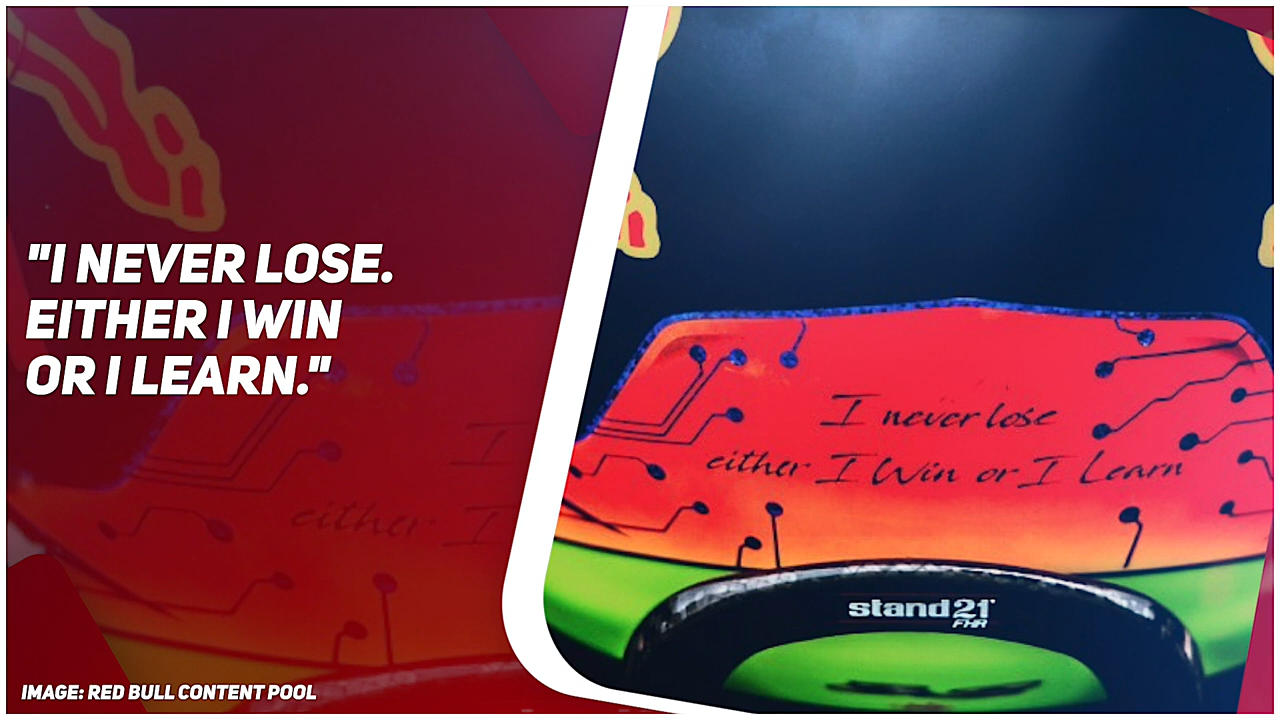 "I NEVER LOSE.
EITHER I WIN
OR I LEARN."
I never lose
either I Win or I Learn
stand21
FHR
IMAGE: RED BULL CONTENT POOL